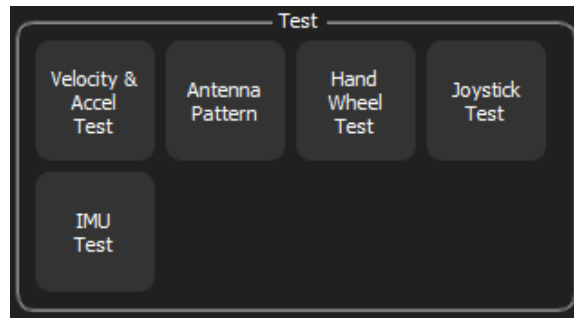 Test
Velocity &
Accel
Test
Antenna
Pattern
Hand
Wheel
Test
Joystick
Test
IMU
Test